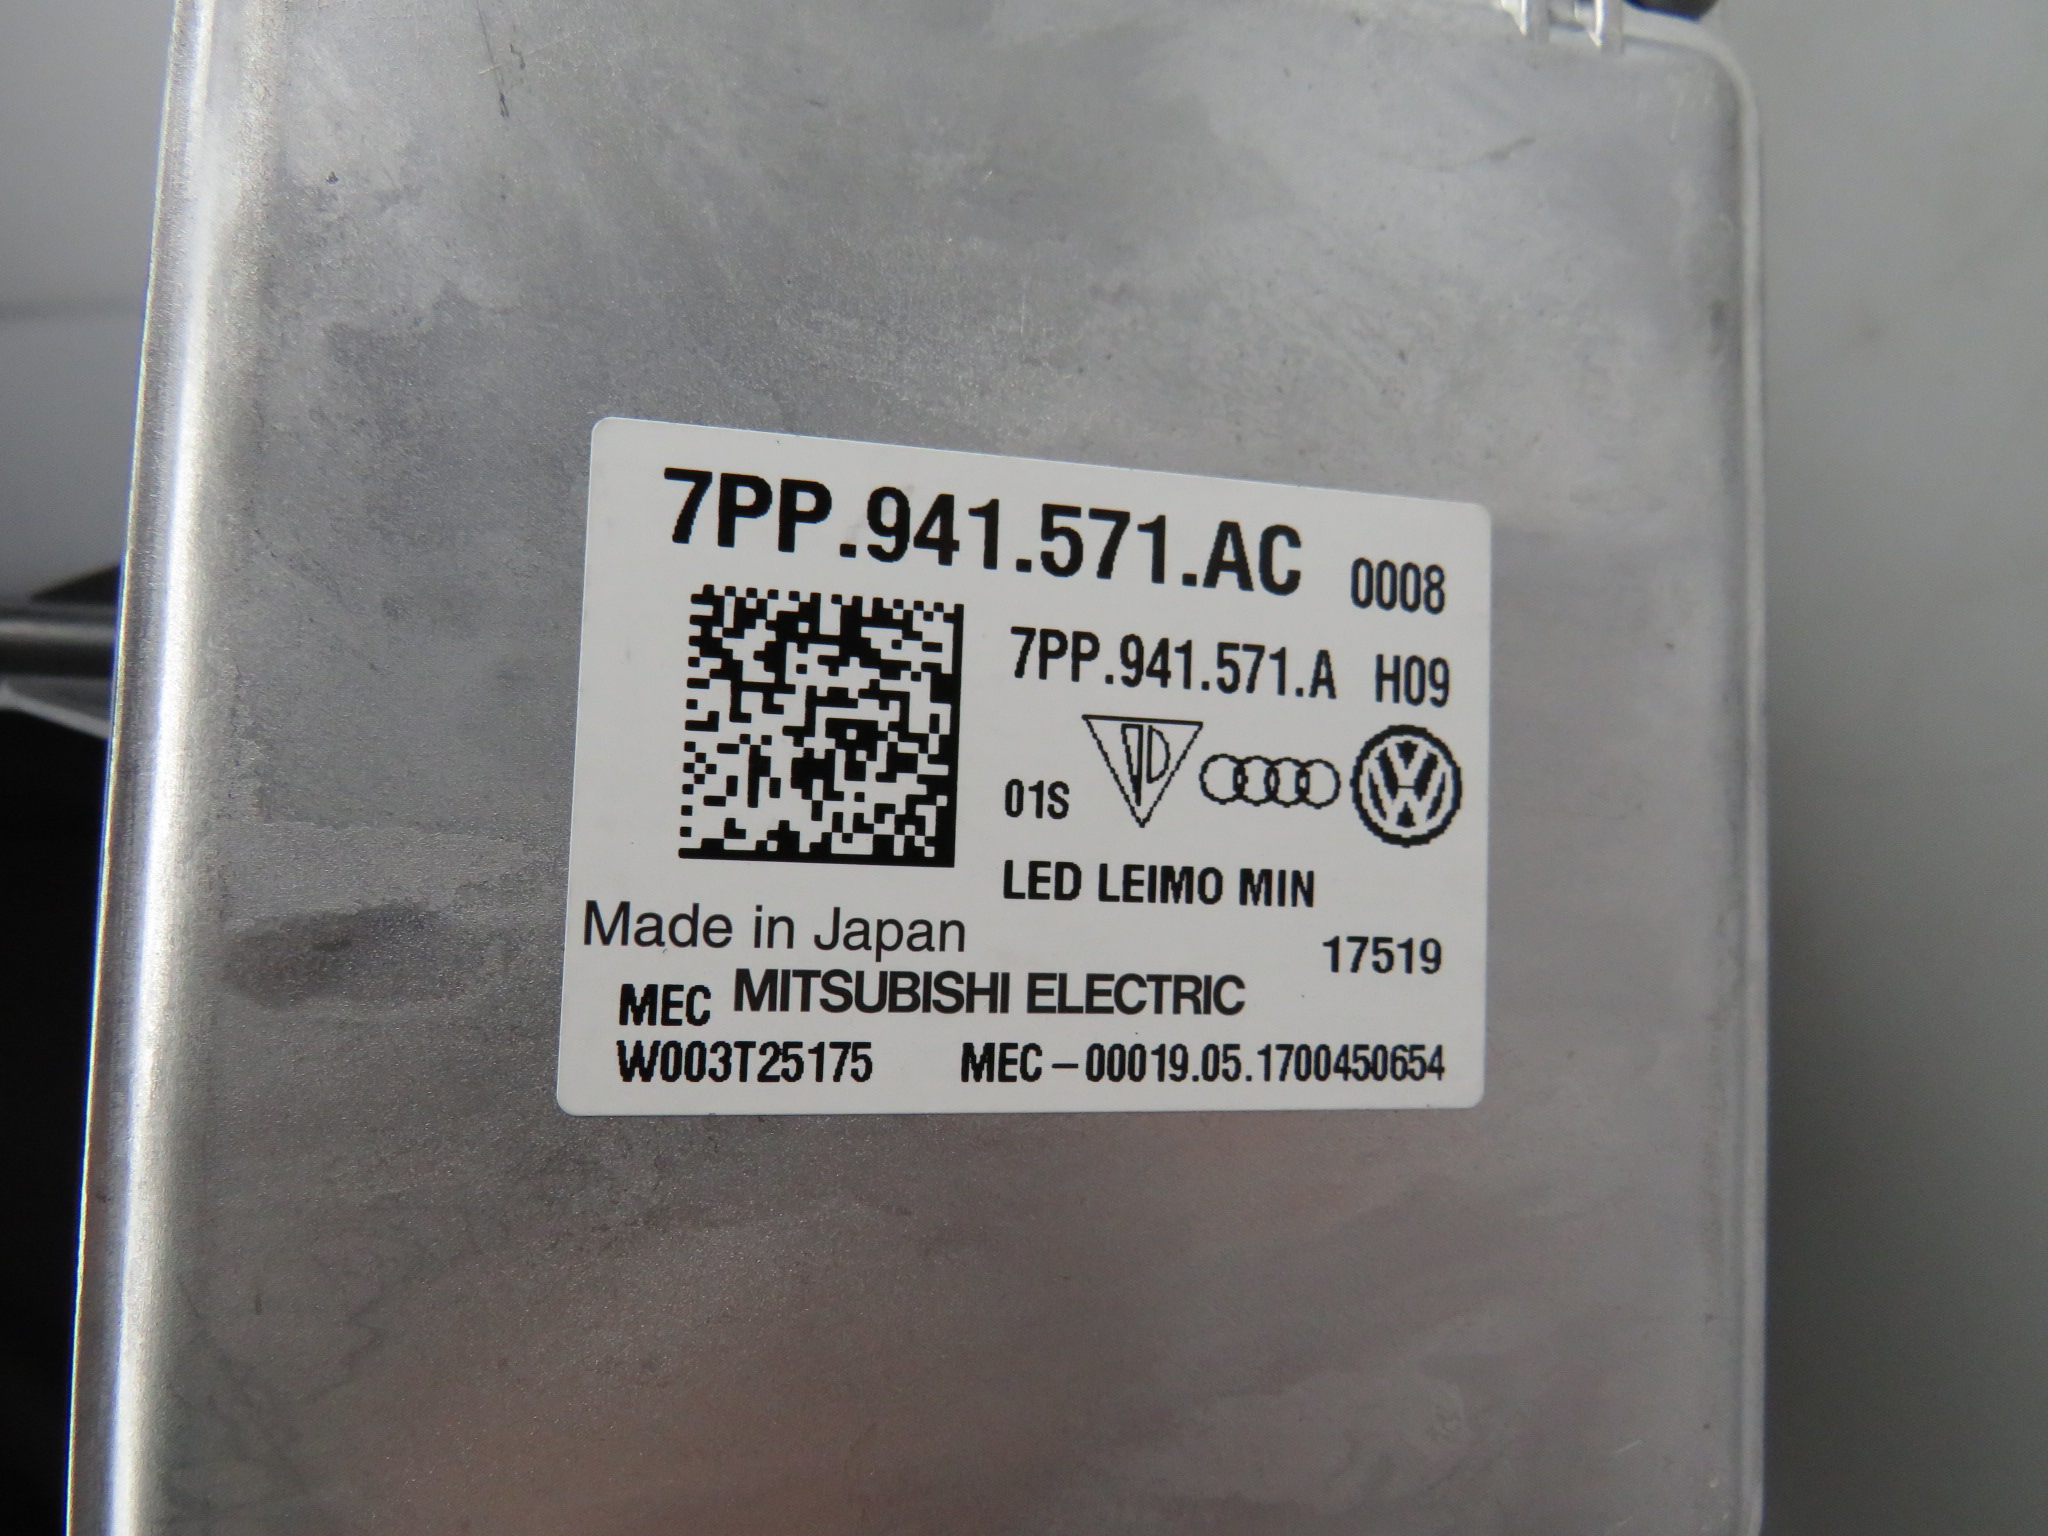 7PP.941.571.AC 0008
7PP.941.571.A H09
01S
LED LEIMO MIN
Made in Japan 17519
MEC MITSUBISHI ELECTRIC
W003T25175 MEC-00019.05.1700450654